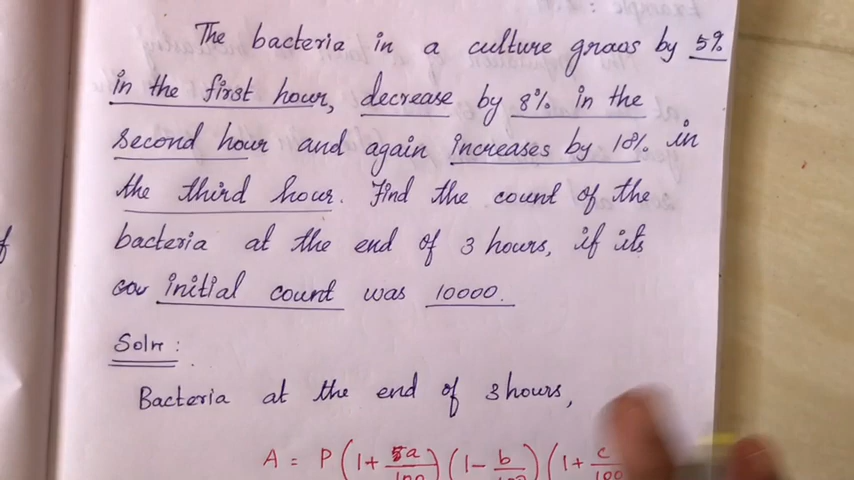 The bacteria in a culture grows by 5%
in the first hour, decrease by 8% in the
second hour and again increases by 10% in
the third hour. Find the count of the
bacteria at the end of 3 hours, if its
cou initial count was 10000.
Soln:
Bacteria at the end of 3 hours,
A = P(1+ a/100)(1- b/100)(1+ c/100